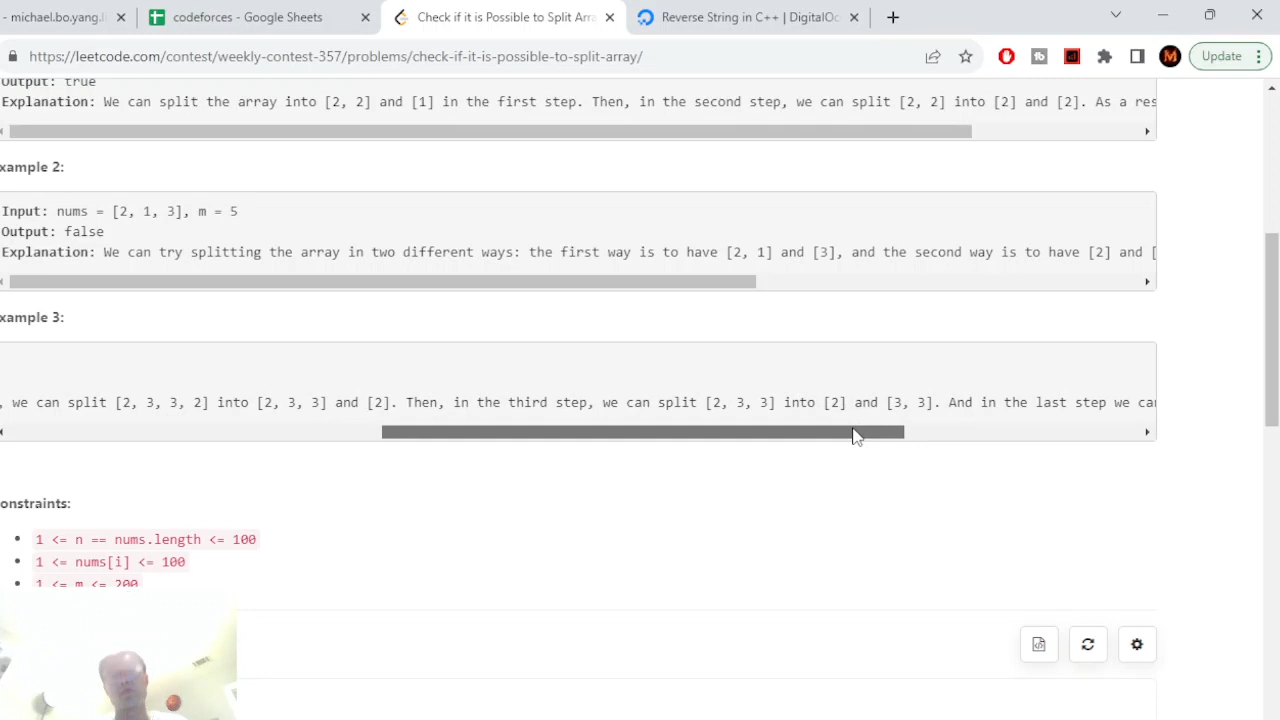 - michael.bo.yang.l
codeforces - Google Sheets
Check if it is Possible to Split Arra
Reverse String in C++ | DigitalOc
https://leetcode.com/contest/weekly-contest-357/problems/check-if-it-is-possible-to-split-array/
M
Update
Output: true
Explanation: We can split the array into [2, 2] and [1] in the first step. Then, in the second step, we can split [2, 2] into [2] and [2]. As a res
xample 2:
Input: nums = [2, 1, 3], m = 5
Output: false
Explanation: We can try splitting the array in two different ways: the first way is to have [2, 1] and [3], and the second way is to have [2] and [
xample 3:
, we can split [2, 3, 3, 2] into [2, 3, 3] and [2]. Then, in the third step, we can split [2, 3, 3] into [2] and [3, 3]. And in the last step we car
onstraints:
1 <= n == nums.length <= 100
1 <= nums[i] <= 100
1 <= m <= 200